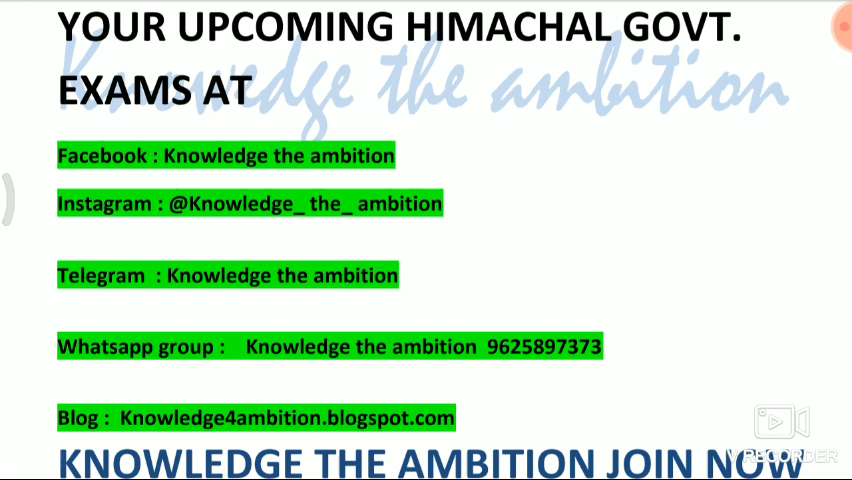 YOUR UPCOMING HIMACHAL GOVT.
EXAMS AT
Knowledge the ambition
Facebook : Knowledge the ambition
Instagram : @Knowledge_ the_ ambition
Telegram : Knowledge the ambition
Whatsapp group : Knowledge the ambition 9625897373
Blog : Knowledge4ambition.blogspot.com
KNOWLEDGE THE AMBITION JOIN NOW
V RECORDER